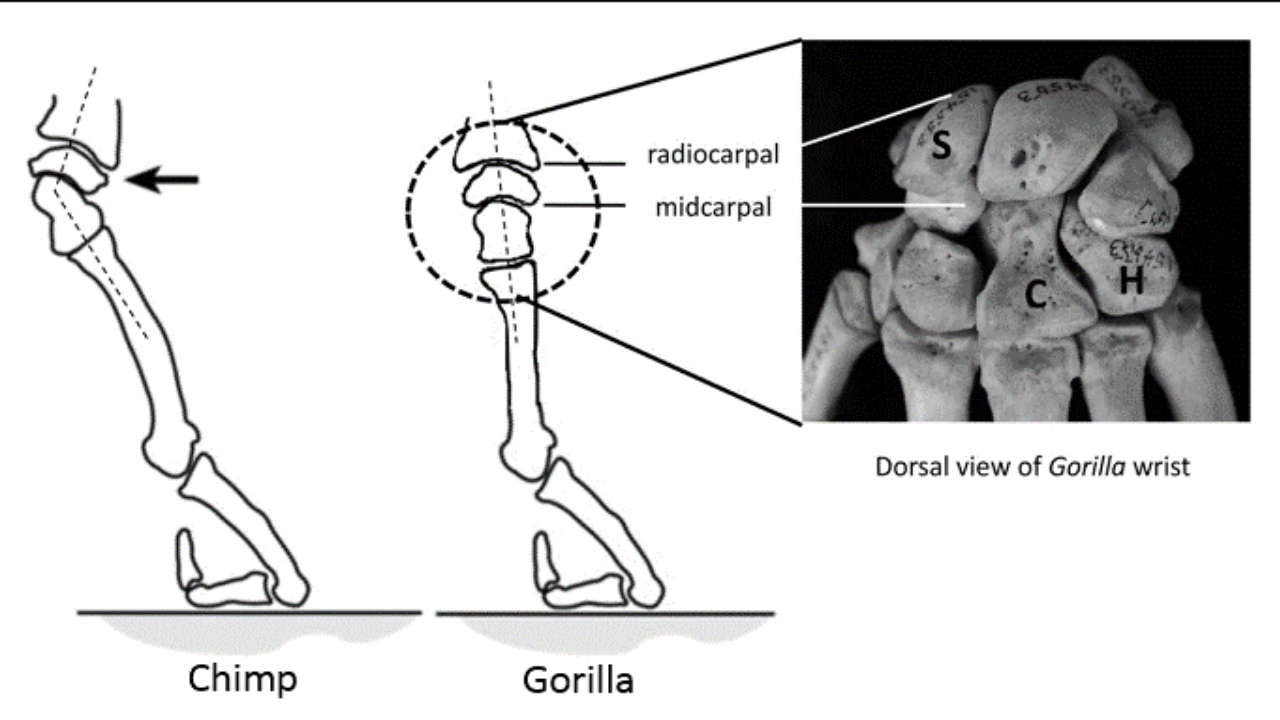 radiocarpal
midcarpal
S
C
H
Dorsal view of Gorilla wrist
Chimp
Gorilla